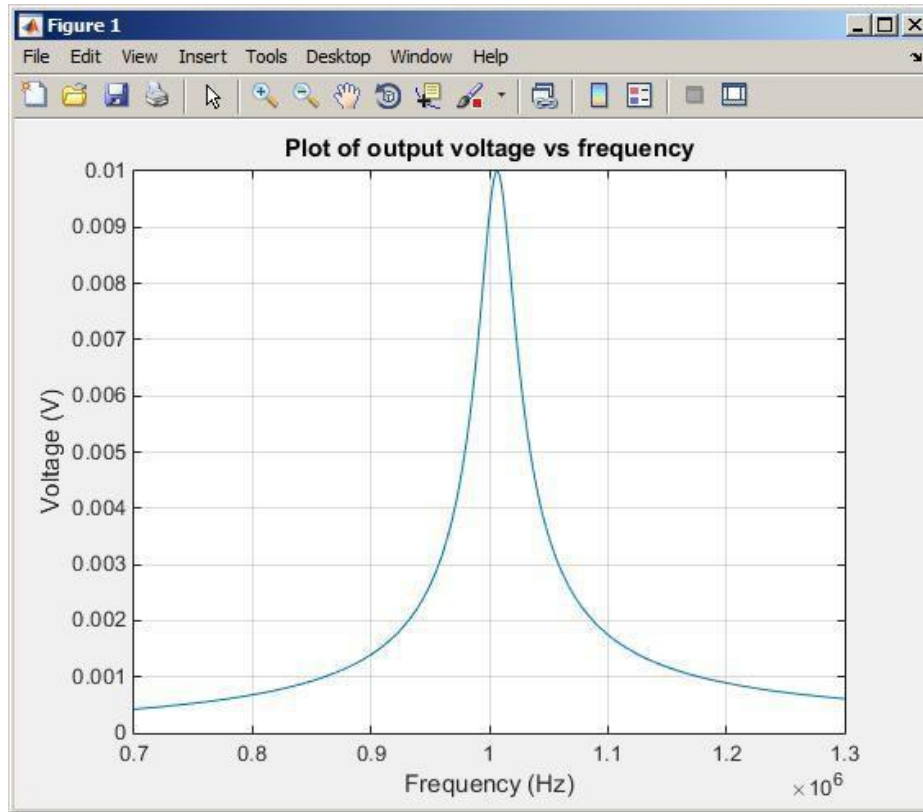 Figure 1
File Edit View Insert Tools Desktop Window Help
Plot of output voltage vs frequency
0.01
0.009
0.008
0.007
0.006
0.005
0.004
0.003
0.002
0.001
0
Voltage (V)
0.7 0.8 0.9 1 1.1 1.2 1.3
Frequency (Hz)
× 10^6